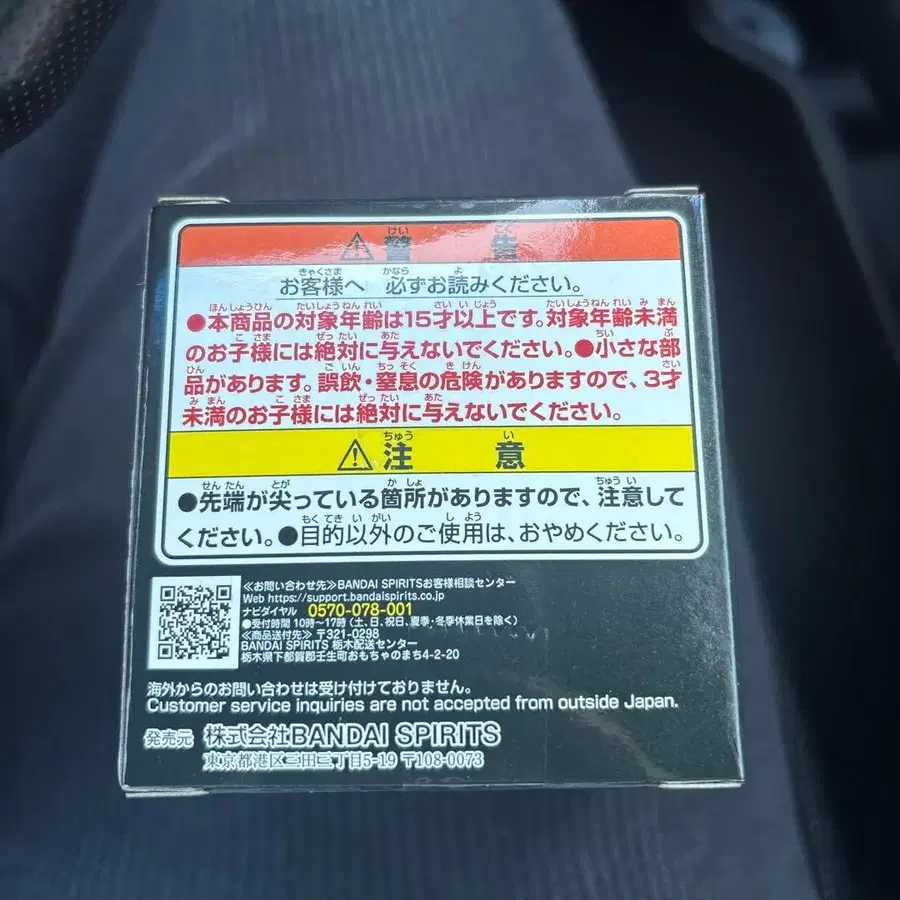 ⚠警告
お客様へ 必ずお読みください。
●本商品の対象年齢は15才以上です。対象年齢未満
のお子様には絶対に与えないでください。●小さな部
品があります。誤飲・窒息の危険がありますので、3才
未満のお子様には絶対に与えないでください。
⚠注意
●先端が尖っている箇所がありますので、注意して
ください。●目的以外のご使用は、おやめください。
≪お問い合わせ先≫BANDAI SPIRITSお客様相談センター
Web https://support.bandaispirits.co.jp
ナビダイヤル 0570-078-001
●受付時間 10時〜17時(土、日、祝日、夏季・冬季休業日を除く)
≪商品送付先≫〒321-0298
BANDAI SPIRITS 栃木配送センター
栃木県下都賀郡壬生町おもちゃのまち4-2-20
海外からのお問い合わせは受け付けておりません。
Customer service inquiries are not accepted from outside Japan.
発売元 株式会社BANDAI SPIRITS
東京都港区三田三丁目5-19 〒108-0073